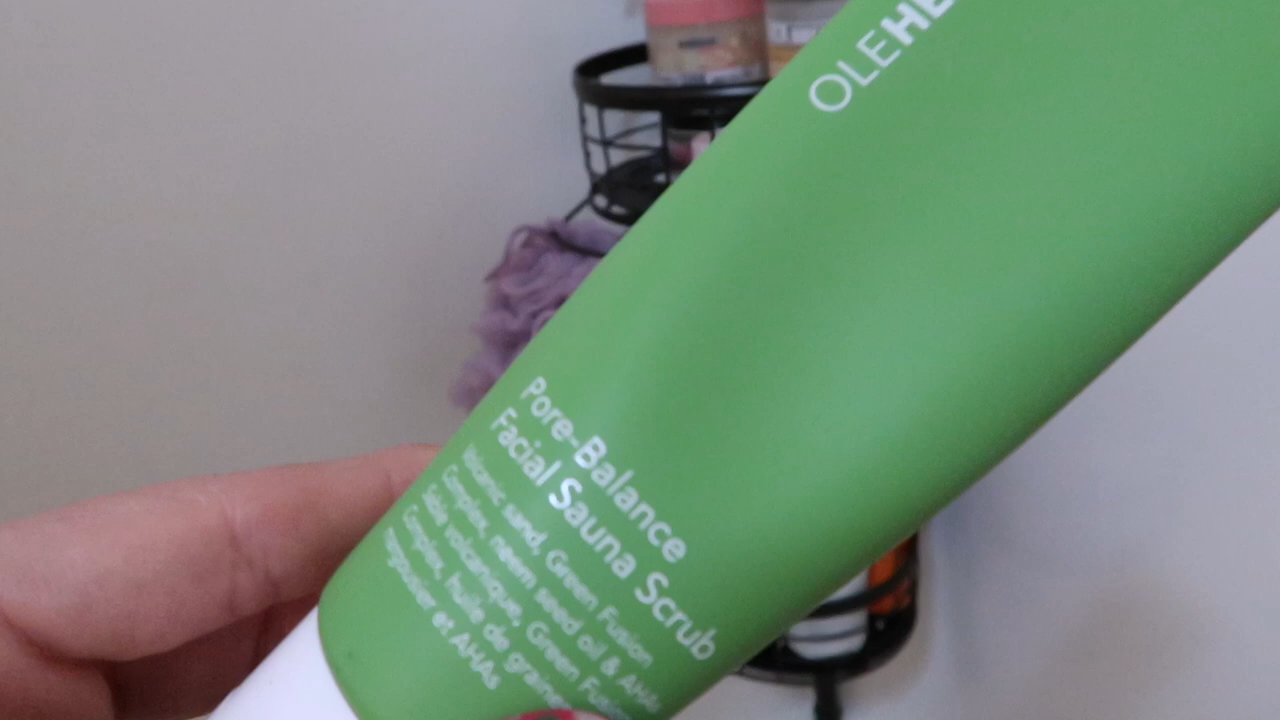 OLEHE
Pore-Balance
Facial Sauna Scrub
Volcanic sand, Green Fusion
Complex, neem seed oil & AHAs
Sable volcanique, Green Fusion
Complex, huile de graines
margousier et AHAs